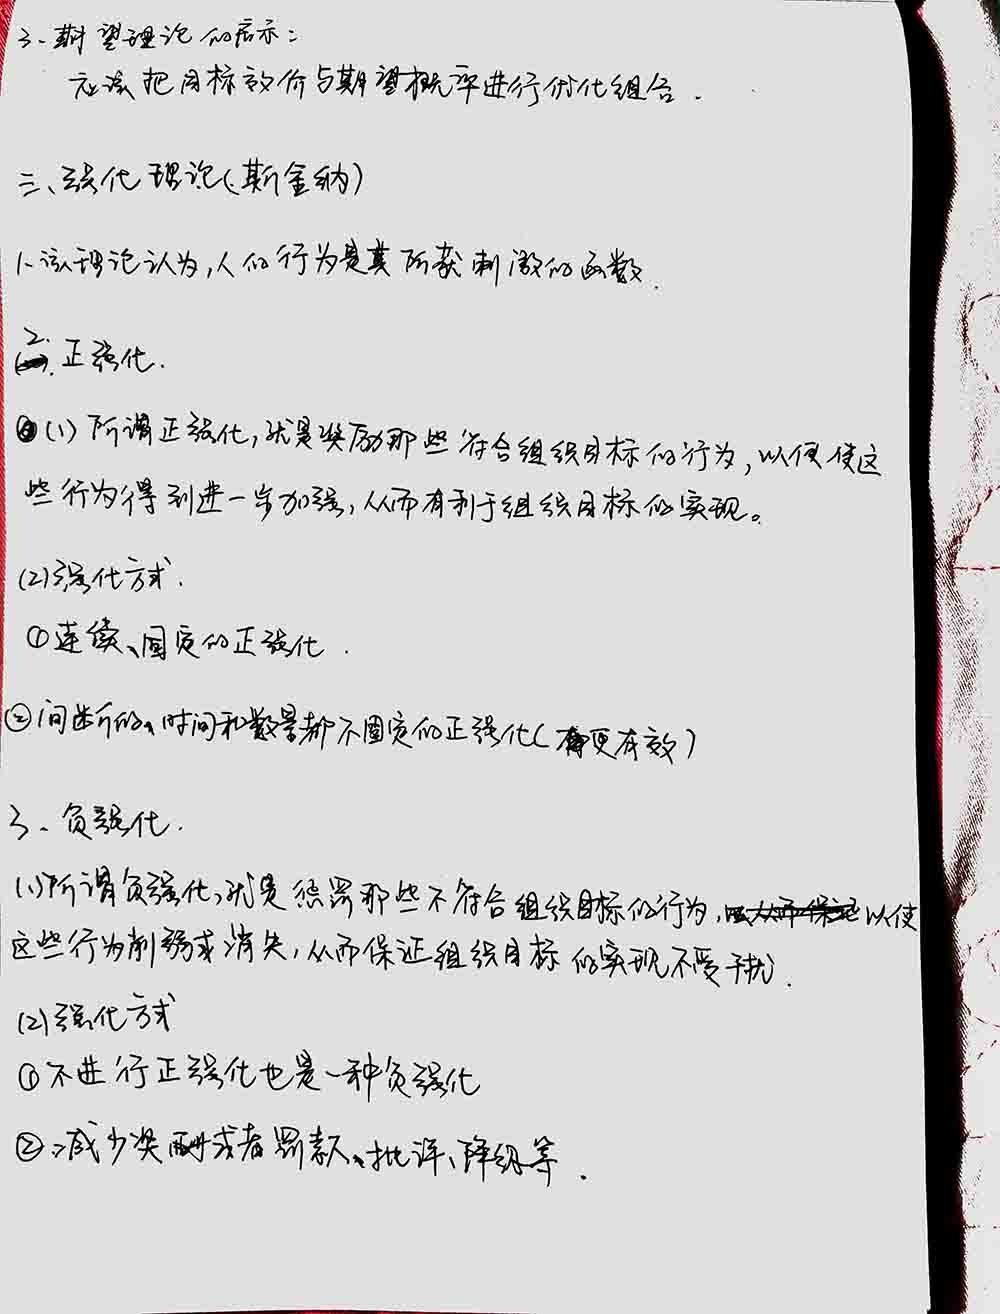 3、期望理论的启示：
应该把目标效价与期望概率进行优化组合.
三、强化理论(斯金纳)
1、该理论认为,人的行为是其所获刺激的函数.
2. 正强化.
(1) 所谓正强化,就是奖励那些符合组织目标的行为,以便使这
些行为得到进一步加强,从而有利于组织目标的实现。
(2)强化方式.
①连续、固定的正强化.
②间断的、时间和数量都不固定的正强化(更有效)
3、负强化.
(1)所谓负强化,就是惩罚那些不符合组织目标的行为,以使
这些行为削弱或消失,从而保证组织目标的实现不受干扰.
(2)强化方式
①不进行正强化也是一种负强化
②减少奖酬或者罚款、批评、降级等.